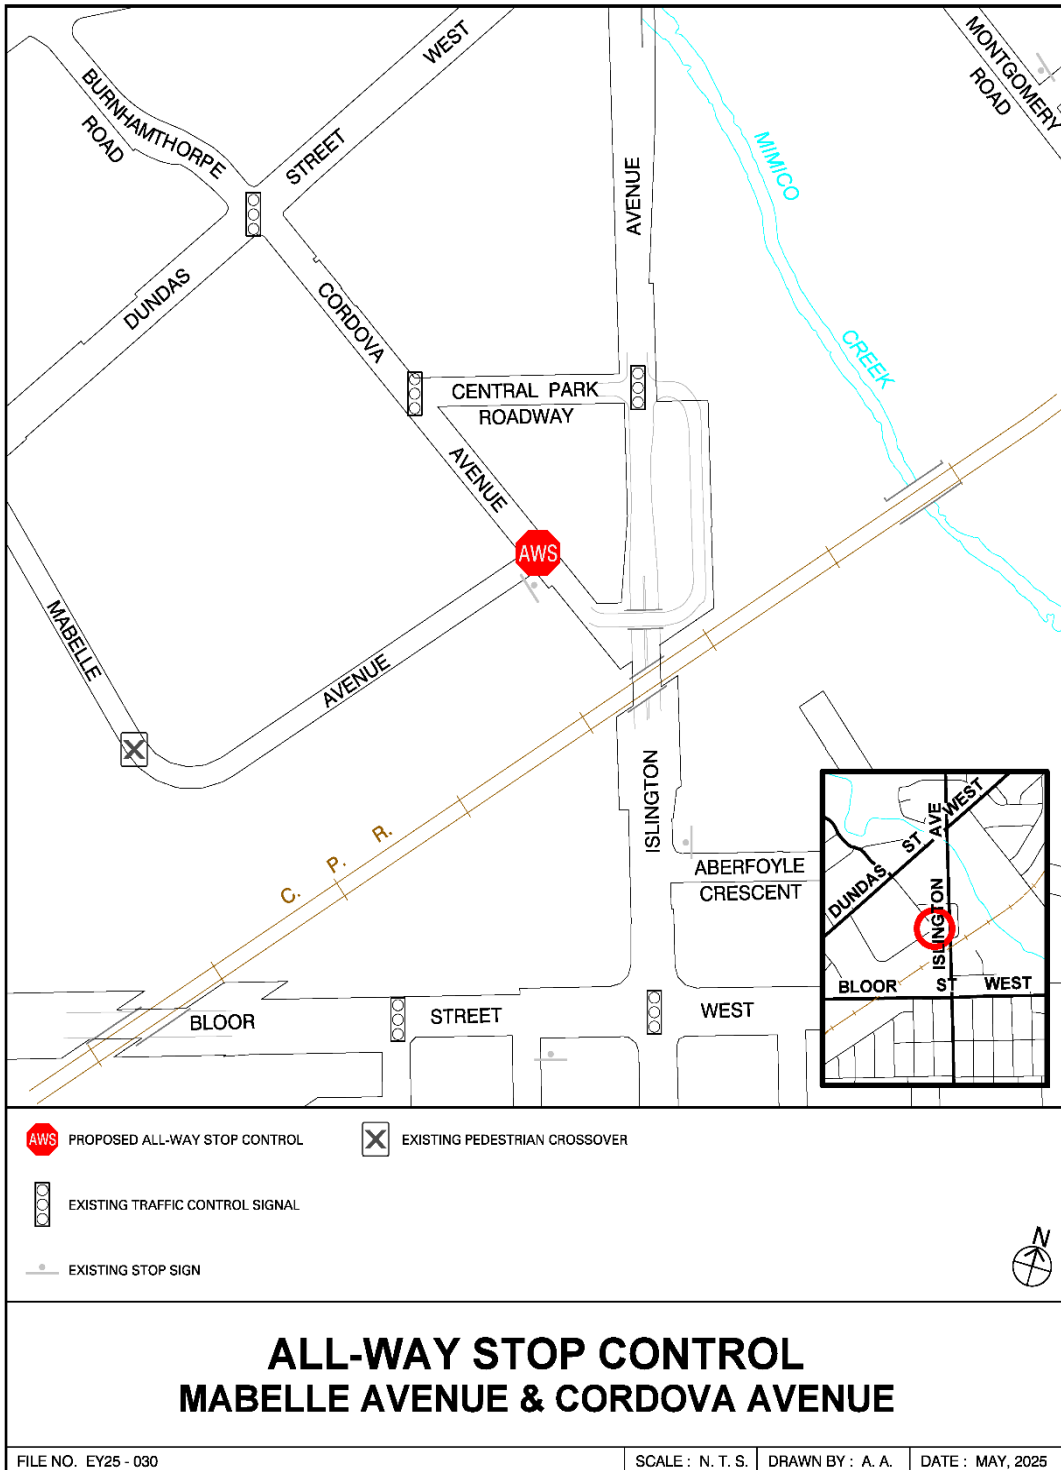 WEST
STREET
BURNHAMTHORPE
ROAD
MONTGOMERY
ROAD
AVENUE
MIMICO
CREEK
DUNDAS
CORDOVA
AVENUE
CENTRAL PARK
ROADWAY
AWS
MABELLE
AVENUE
ISLINGTON
C. P. R.
ABERFOYLE
CRESCENT
BLOOR
STREET
WEST
DUNDAS ST WEST
ISLINGTON AVE
BLOOR ST WEST
AWS PROPOSED ALL-WAY STOP CONTROL
EXISTING PEDESTRIAN CROSSOVER
EXISTING TRAFFIC CONTROL SIGNAL
EXISTING STOP SIGN
N
ALL-WAY STOP CONTROL
MABELLE AVENUE & CORDOVA AVENUE
FILE NO. EY25 - 030
SCALE : N. T. S.
DRAWN BY : A. A.
DATE : MAY, 2025